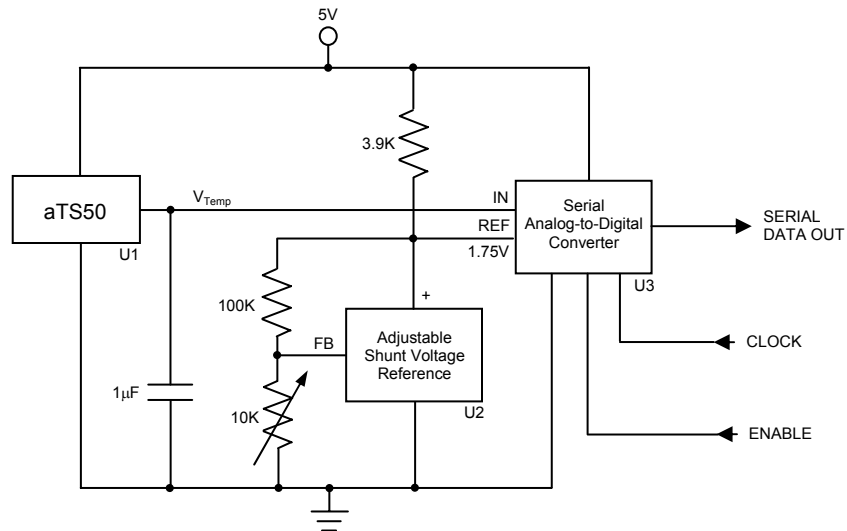 5V
3.9K
aTS50
U1
V_Temp
IN
REF
1.75V
Serial
Analog-to-Digital
Converter
U3
SERIAL
DATA OUT
100K
+
FB
Adjustable
Shunt Voltage
Reference
U2
CLOCK
1μF
10K
ENABLE